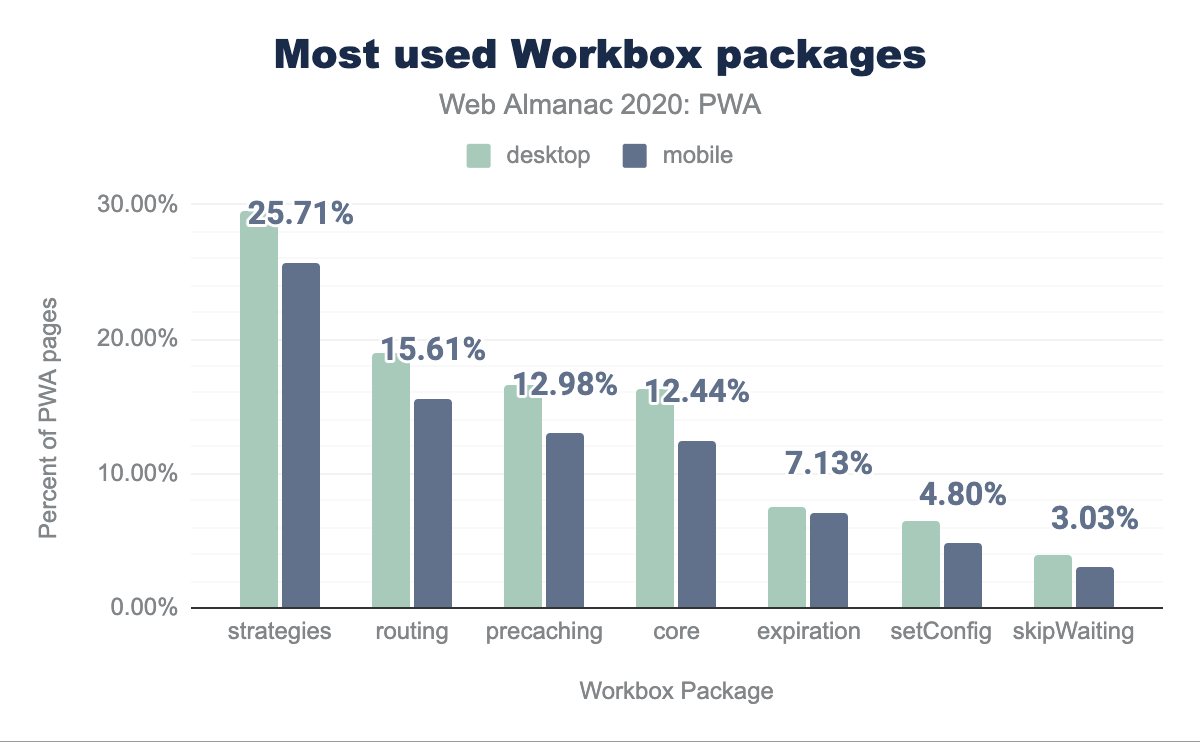 Most used Workbox packages
Web Almanac 2020: PWA
desktop mobile
Percent of PWA pages
30.00%
20.00%
10.00%
0.00%
25.71%
15.61%
12.98%
12.44%
7.13%
4.80%
3.03%
strategies routing precaching core expiration setConfig skipWaiting
Workbox Package